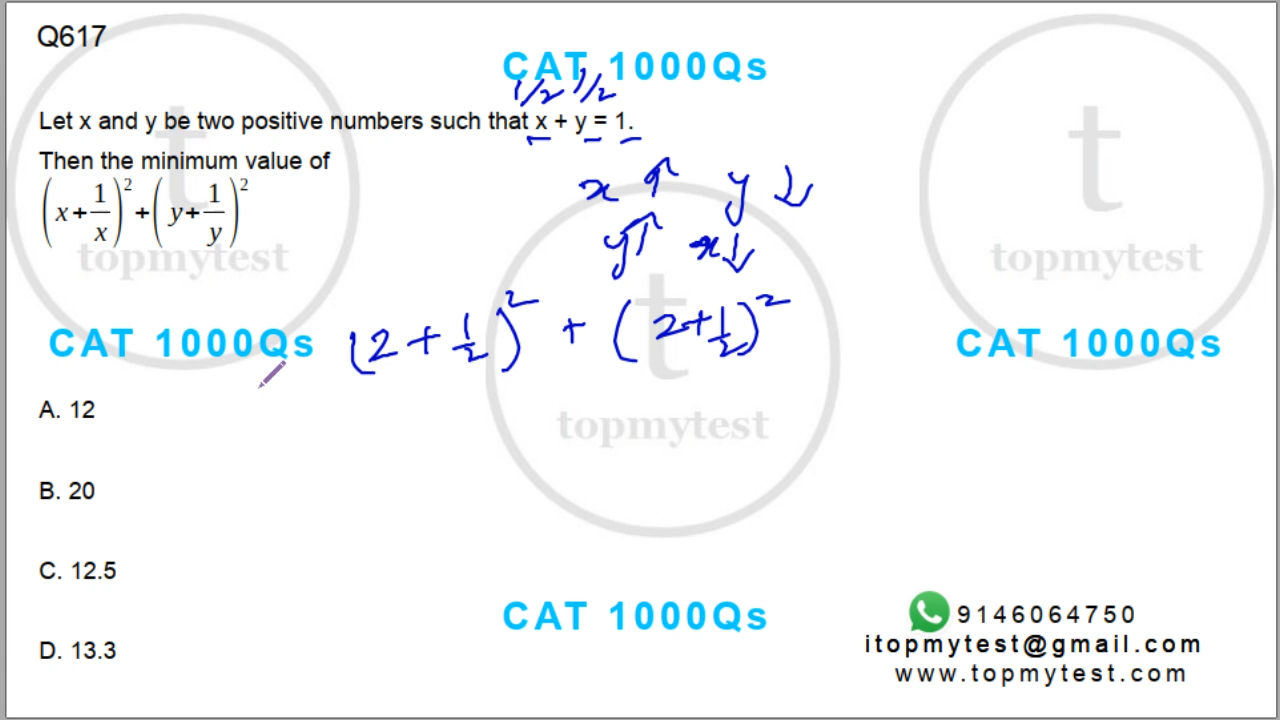 Q617
CAT 1000Qs
1/2 1/2
Let x and y be two positive numbers such that x + y = 1.
Then the minimum value of
(x + 1/x)² + (y + 1/y)²
x ↑ y ↓
y ↑ x ↓
t
t
t
topmytest
topmytest
topmytest
CAT 1000Qs
(2 + 1/2)² + (2 + 1/2)²
CAT 1000Qs
A. 12
B. 20
C. 12.5
D. 13.3
CAT 1000Qs
9146064750
itopmytest@gmail.com
www.topmytest.com